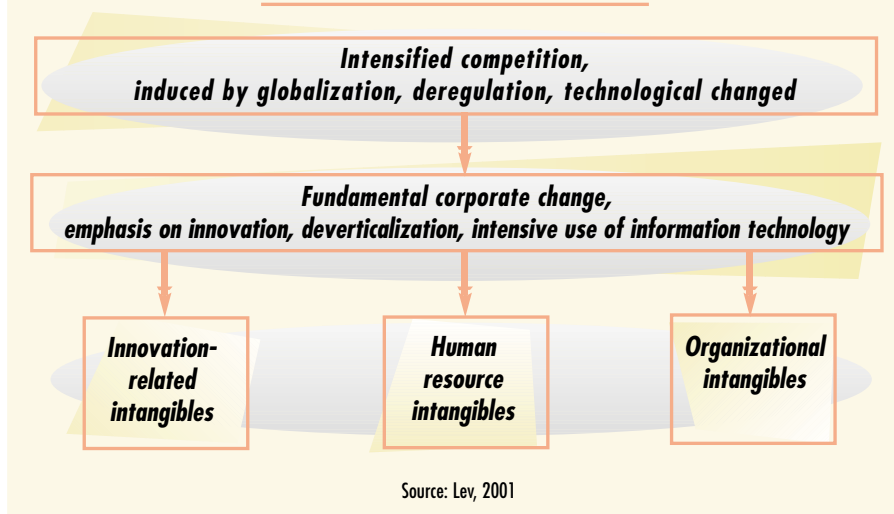 Intensified competition,
induced by globalization, deregulation, technological changed
Fundamental corporate change,
emphasis on innovation, deverticalization, intensive use of information technology
Innovation-
related
intangibles
Human
resource
intangibles
Organizational
intangibles
Source: Lev, 2001